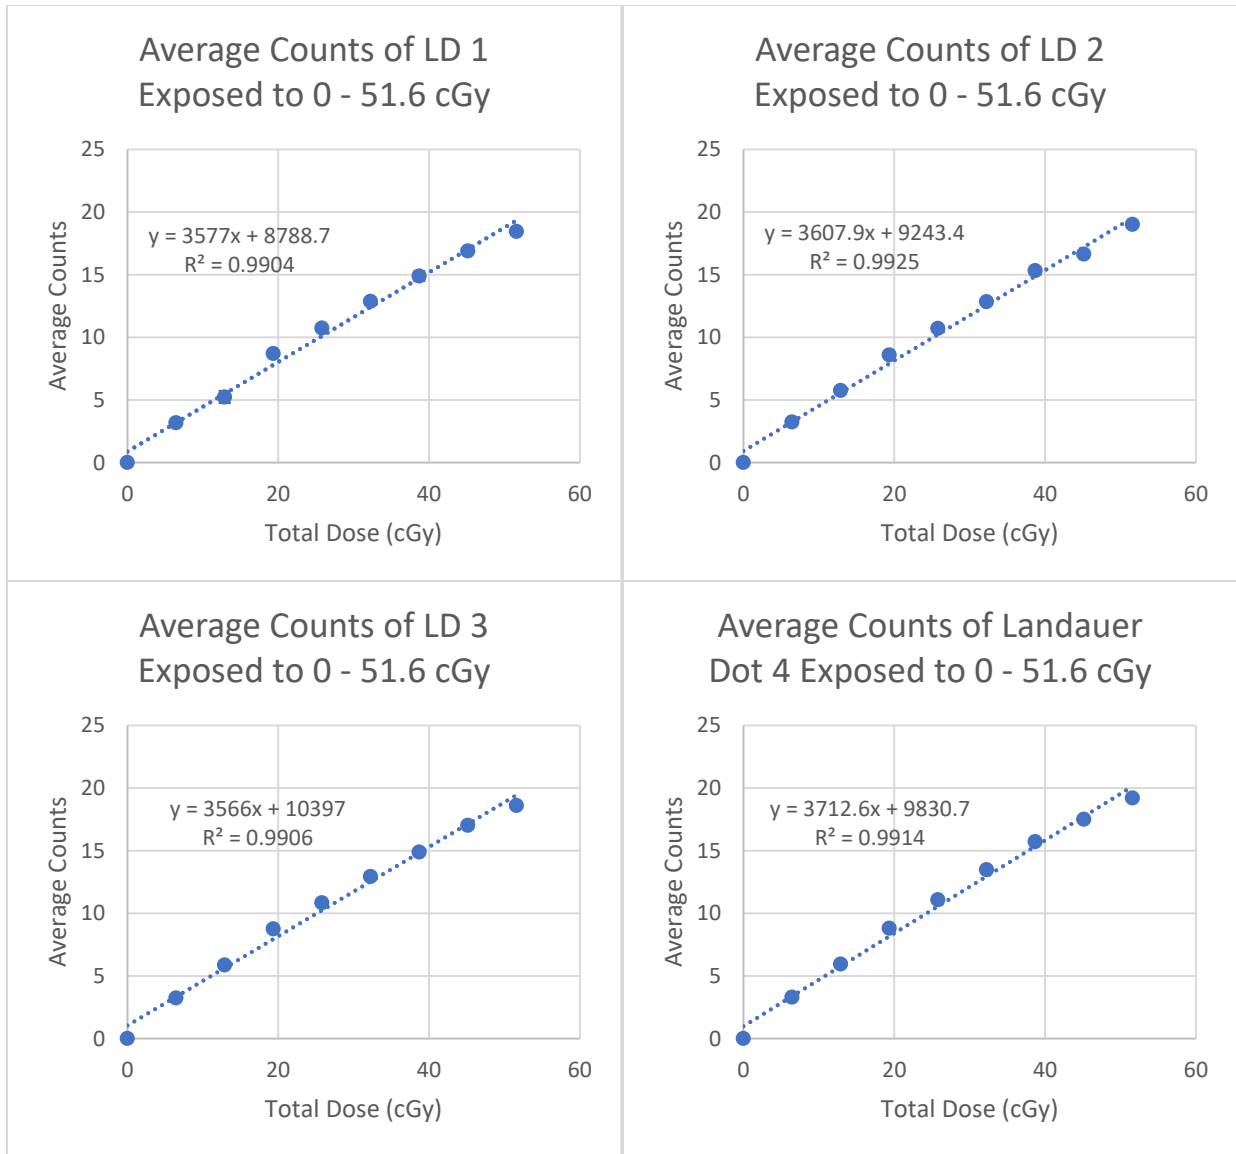 Average Counts of LD 1
Exposed to 0 - 51.6 cGy
25
20
15
10
5
0
Average Counts
y = 3577x + 8788.7
R² = 0.9904
0 20 40 60
Total Dose (cGy)
Average Counts of LD 2
Exposed to 0 - 51.6 cGy
25
20
15
10
5
0
Average Counts
y = 3607.9x + 9243.4
R² = 0.9925
0 20 40 60
Total Dose (cGy)
Average Counts of LD 3
Exposed to 0 - 51.6 cGy
25
20
15
10
5
0
Average Counts
y = 3566x + 10397
R² = 0.9906
0 20 40 60
Total Dose (cGy)
Average Counts of Landauer
Dot 4 Exposed to 0 - 51.6 cGy
25
20
15
10
5
0
Average Counts
y = 3712.6x + 9830.7
R² = 0.9914
0 20 40 60
Total Dose (cGy)